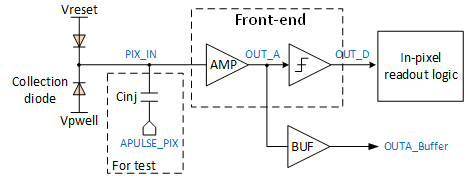 Vreset
Front-end
PIX_IN
AMP
OUT_A
OUT_D
In-pixel
readout logic
Collection
diode
Cinj
Vpwell
APULSE_PIX
For test
BUF
OUTA_Buffer